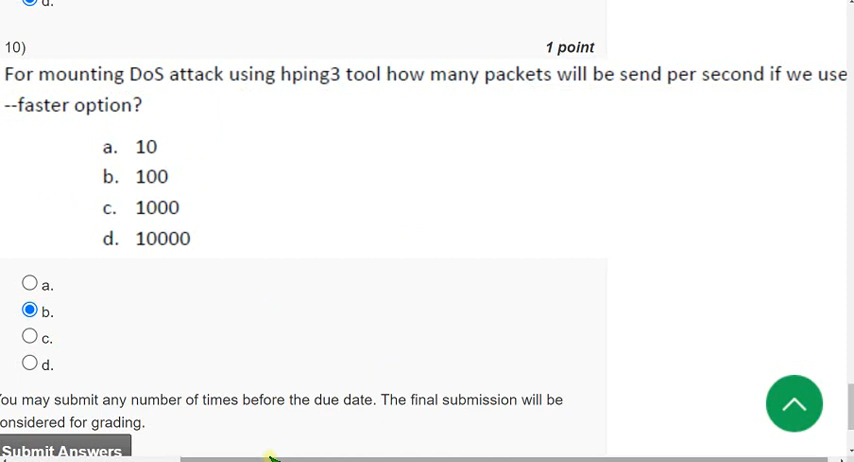 d.
10)
1 point
For mounting DoS attack using hping3 tool how many packets will be send per second if we use
--faster option?
a. 10
b. 100
c. 1000
d. 10000
a.
b.
c.
d.
You may submit any number of times before the due date. The final submission will be
onsidered for grading.
Submit Answers